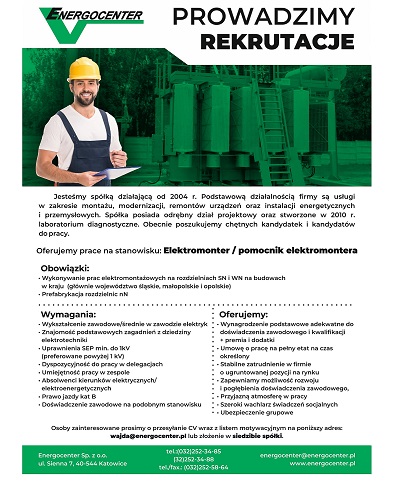 ENERGOCENTER
PROWADZIMY
REKRUTACJE
Jesteśmy spółką działającą od 2004 r. Podstawową działalnością firmy są usługi
w zakresie montażu, modernizacji, remontów urządzeń oraz instalacji energetycznych
i przemysłowych. Spółka posiada odrębny dział projektowy oraz stworzone w 2010 r.
laboratorium diagnostyczne. Obecnie poszukujemy chętnych kandydatek i kandydatów
do pracy.
Oferujemy pracę na stanowisku: Elektromonter / pomocnik elektromontera
Obowiązki:
• Wykonywanie prac elektromontażowych na rozdzielniach SN i WN na budowach
w kraju (głównie województwo śląskie, małopolskie i opolskie)
• Prefabrykacja rozdzielnic nN
Wymagania:
• Wykształcenie zawodowe/średnie w zawodzie elektryk
• Znajomość podstawowych zagadnień z dziedziny
elektrotechniki
• Uprawnienia SEP min. do 1kV
(preferowane powyżej 1 kV)
• Dyspozycyjność do pracy w delegacjach
• Umiejętność pracy w zespole
• Absolwenci kierunków elektrycznych/
elektroenergetycznych
• Prawo jazdy kat B
• Doświadczenie zawodowe na podobnym stanowisku
Oferujemy:
• Wynagrodzenie podstawowe adekwatne do
doświadczenia zawodowego i kwalifikacji
+ premia i dodatki
• Umowę o pracę na pełny etat na czas
określony
• Stabilne zatrudnienie w firmie
o ugruntowanej pozycji na rynku
• Zapewniamy możliwość rozwoju
i pogłębienia doświadczenia zawodowego,
• Przyjazną atmosferę w pracy
• Szeroki wachlarz świadczeń socjalnych
• Ubezpieczenie grupowe
Osoby zainteresowane prosimy o przesyłanie CV wraz z listem motywacyjnym na poniższy adres:
wajda@energocenter.pl lub złożenie w siedzibie spółki.
Energocenter Sp. z o.o.
ul. Sienna 7, 40-544 Katowice
tel.:(032)252-34-85
(32)252-34-88
tel./fax.: (032)252-58-64
energocenter@energocenter.pl
www.energocenter.pl